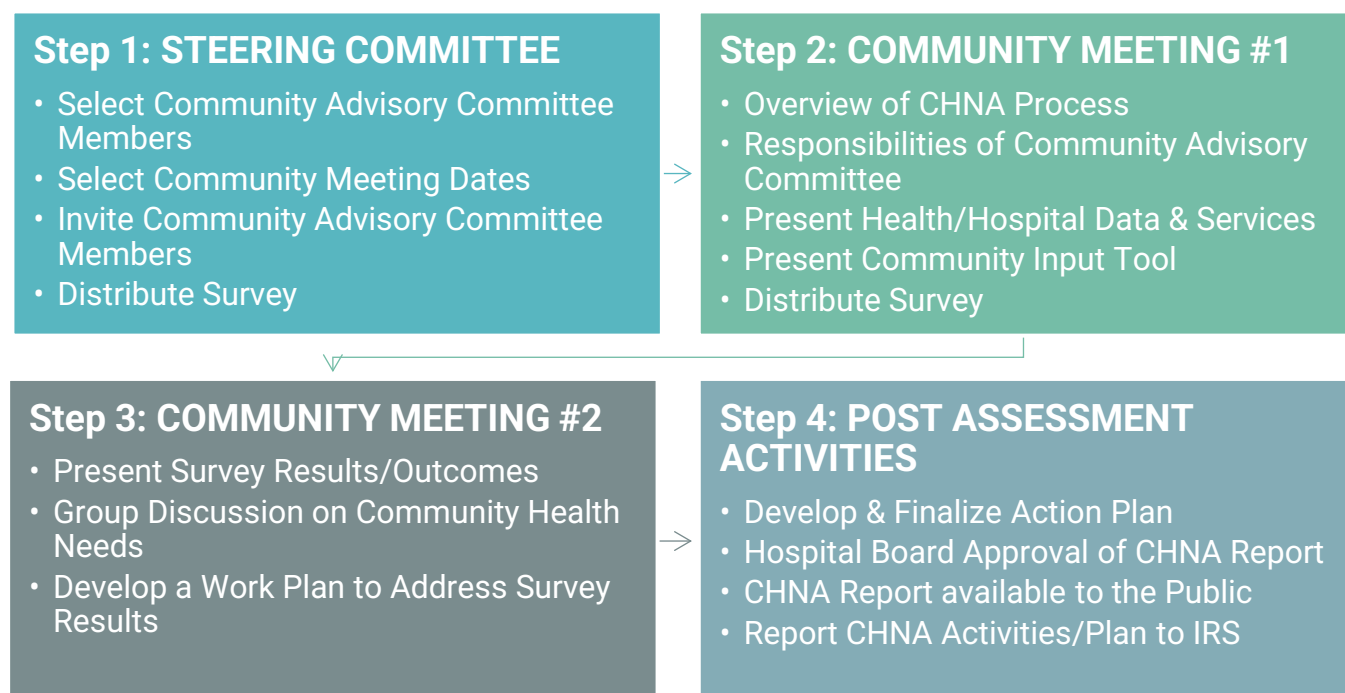 Step 1: STEERING COMMITTEE
• Select Community Advisory Committee
Members
• Select Community Meeting Dates
• Invite Community Advisory Committee
Members
• Distribute Survey
Step 2: COMMUNITY MEETING #1
• Overview of CHNA Process
• Responsibilities of Community Advisory
Committee
• Present Health/Hospital Data & Services
• Present Community Input Tool
• Distribute Survey
Step 3: COMMUNITY MEETING #2
• Present Survey Results/Outcomes
• Group Discussion on Community Health
Needs
• Develop a Work Plan to Address Survey
Results
Step 4: POST ASSESSMENT
ACTIVITIES
• Develop & Finalize Action Plan
• Hospital Board Approval of CHNA Report
• CHNA Report available to the Public
• Report CHNA Activities/Plan to IRS